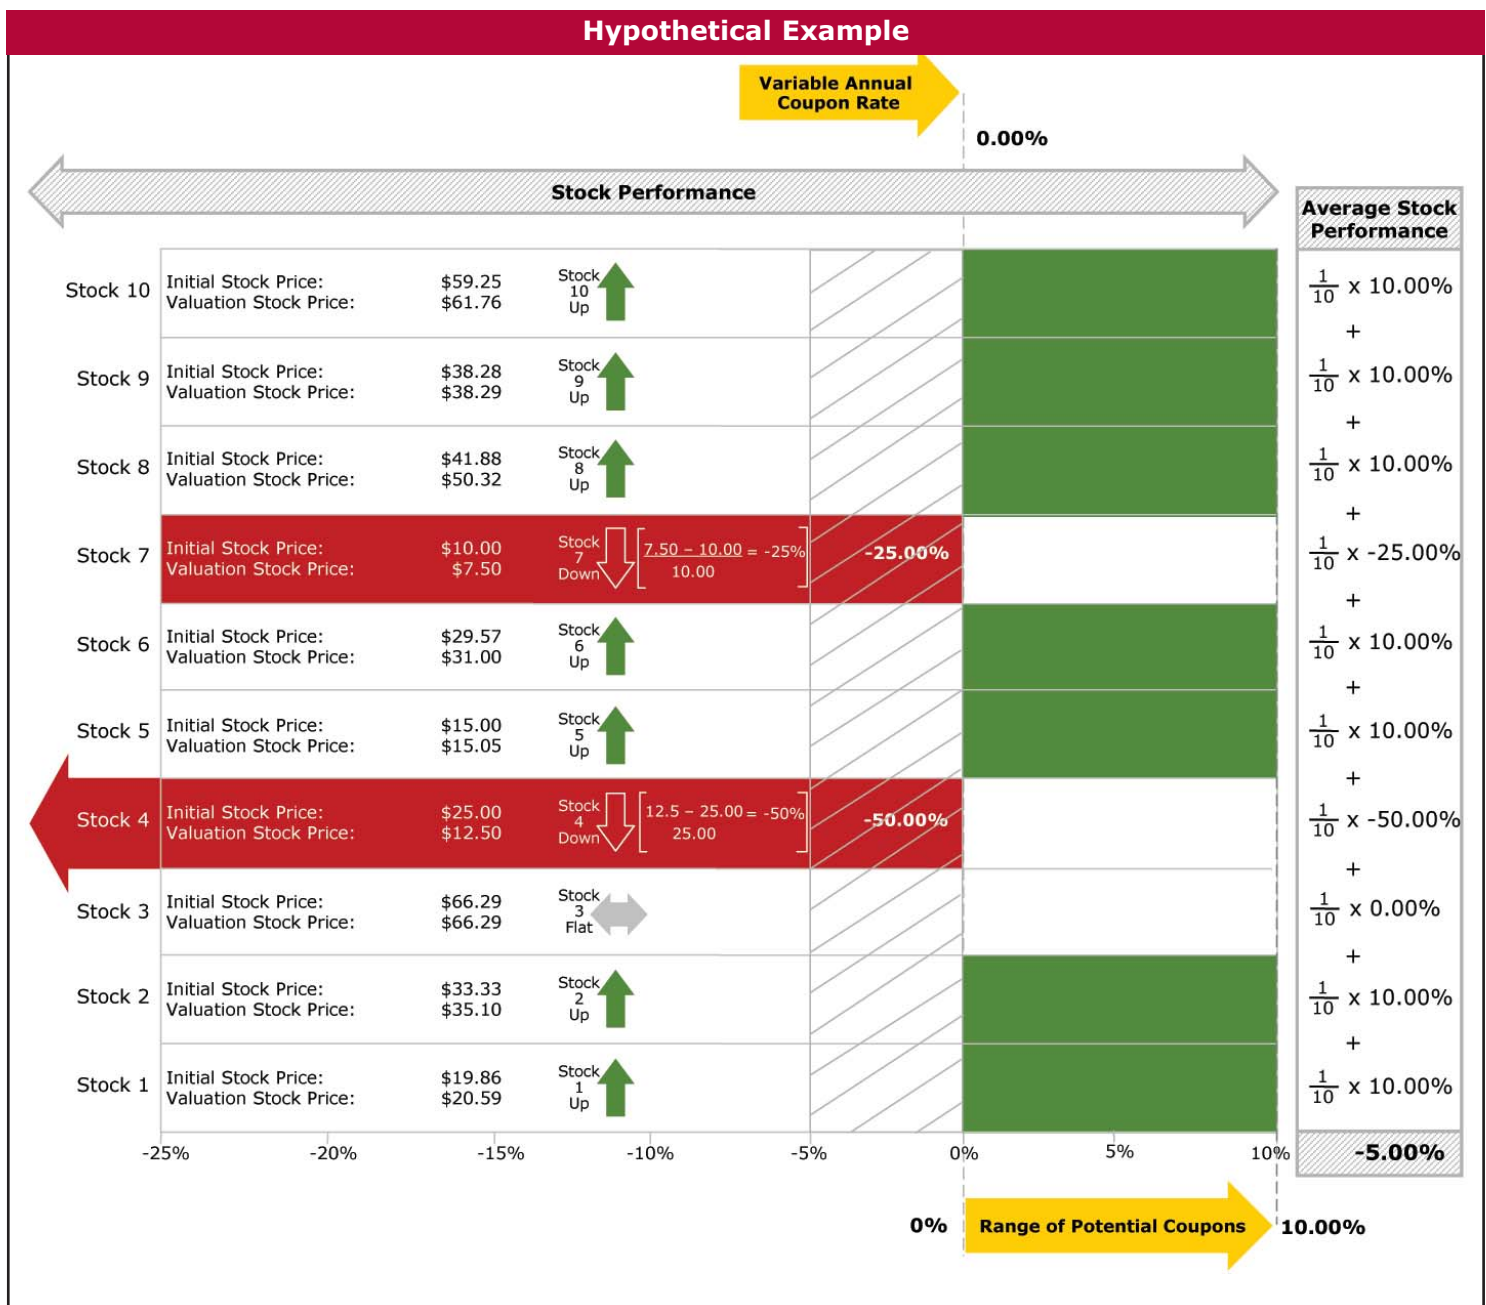 Hypothetical Example
Variable Annual
Coupon Rate
0.00%
Stock Performance
Average Stock
Performance
Stock 10
Initial Stock Price: $59.25
Valuation Stock Price: $61.76
Stock
10
Up
1
10 x 10.00%
+
Stock 9
Initial Stock Price: $38.28
Valuation Stock Price: $38.29
Stock
9
Up
1
10 x 10.00%
+
Stock 8
Initial Stock Price: $41.88
Valuation Stock Price: $50.32
Stock
8
Up
1
10 x 10.00%
+
Stock 7
Initial Stock Price: $10.00
Valuation Stock Price: $7.50
Stock
7
Down
7.50 – 10.00 = -25%
10.00
-25.00%
1
10 x -25.00%
+
Stock 6
Initial Stock Price: $29.57
Valuation Stock Price: $31.00
Stock
6
Up
1
10 x 10.00%
+
Stock 5
Initial Stock Price: $15.00
Valuation Stock Price: $15.05
Stock
5
Up
1
10 x 10.00%
+
Stock 4
Initial Stock Price: $25.00
Valuation Stock Price: $12.50
Stock
4
Down
12.5 – 25.00 = -50%
25.00
-50.00%
1
10 x -50.00%
+
Stock 3
Initial Stock Price: $66.29
Valuation Stock Price: $66.29
Stock
3
Flat
1
10 x 0.00%
+
Stock 2
Initial Stock Price: $33.33
Valuation Stock Price: $35.10
Stock
2
Up
1
10 x 10.00%
+
Stock 1
Initial Stock Price: $19.86
Valuation Stock Price: $20.59
Stock
1
Up
1
10 x 10.00%
-25% -20% -15% -10% -5% 0% 5% 10%
-5.00%
0% Range of Potential Coupons 10.00%